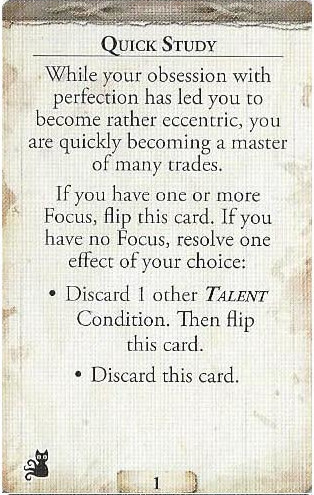 QUICK STUDY
While your obsession with
perfection has led you to
become rather eccentric, you
are quickly becoming a master
of many trades.
If you have one or more
Focus, flip this card. If you
have no Focus, resolve one
effect of your choice:
• Discard 1 other TALENT
Condition. Then flip
this card.
• Discard this card.
1